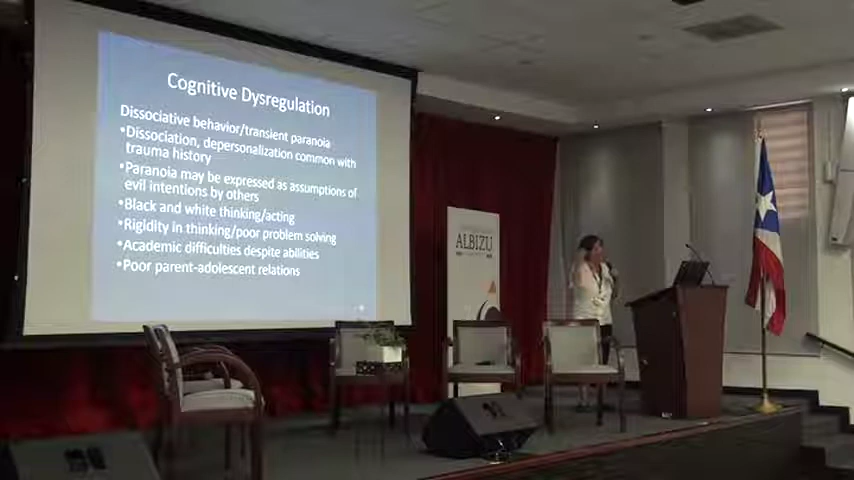 Cognitive Dysregulation
Dissociative behavior/transient paranoia
•Dissociation, depersonalization common with
trauma history
•Paranoia may be expressed as assumptions of
evil intentions by others
•Black and white thinking/acting
•Rigidity in thinking/poor problem solving
•Academic difficulties despite abilities
•Poor parent-adolescent relations
ALBIZU